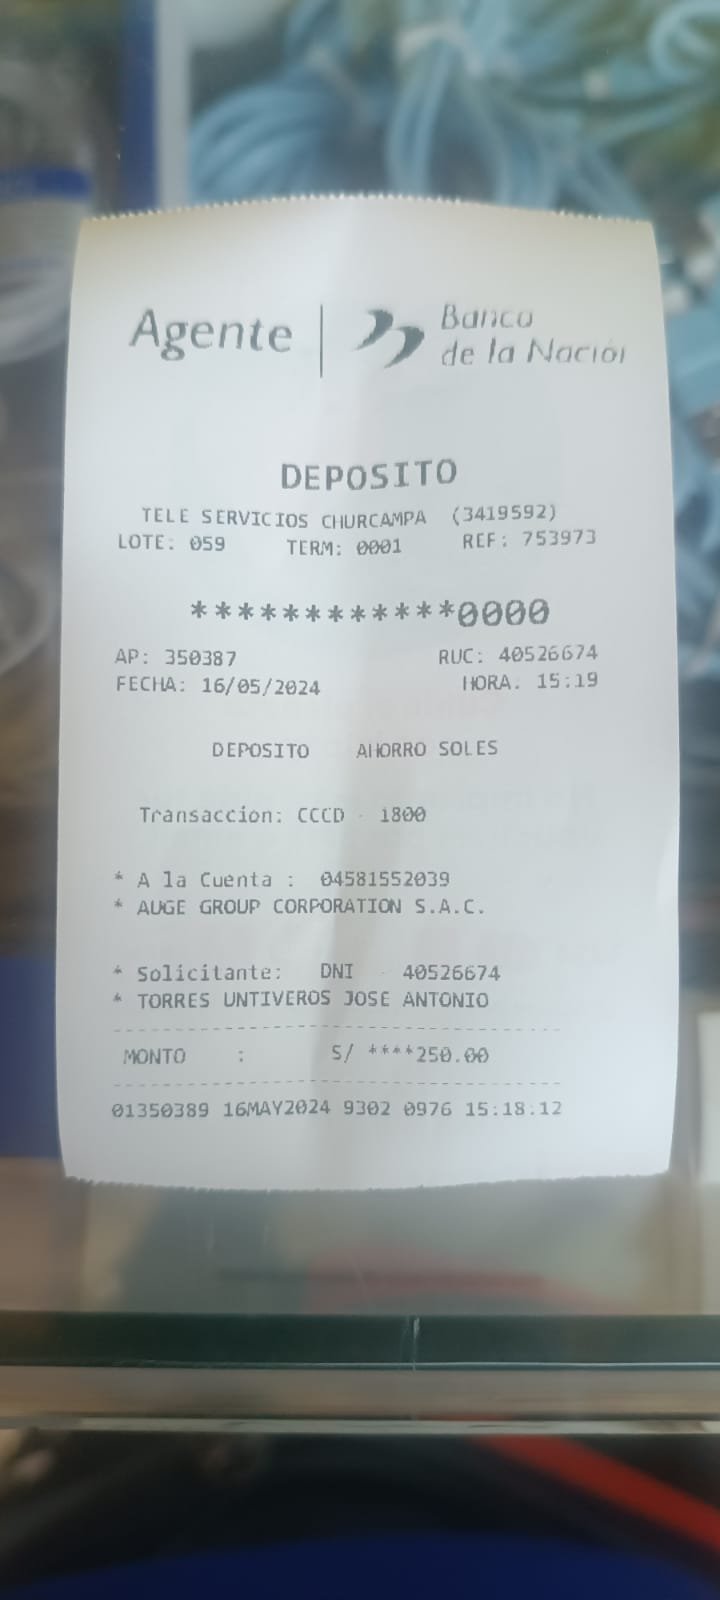 Agente
Banco
de la Nación
DEPOSITO
TELE SERVICIOS CHURCAMPA (3419592)
LOTE: 059 TERM: 0001 REF: 753973
************0000
AP: 350387 RUC: 40526674
FECHA: 16/05/2024 HORA: 15:19
DEPOSITO AHORRO SOLES
Transaccion: CCCD - 1800
* A la Cuenta : 04581552039
* AUGE GROUP CORPORATION S.A.C.
* Solicitante: DNI - 40526674
* TORRES UNTIVEROS JOSE ANTONIO
MONTO : S/ ****250.00
01350389 16MAY2024 9302 0976 15:18:12